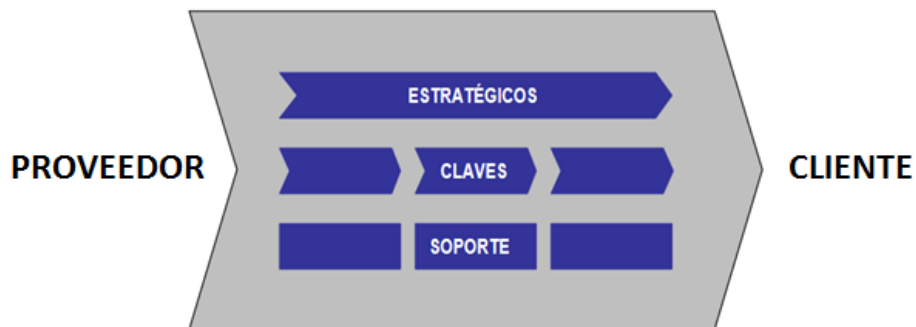 ESTRATÉGICOS
PROVEEDOR
CLAVES
CLIENTE
SOPORTE